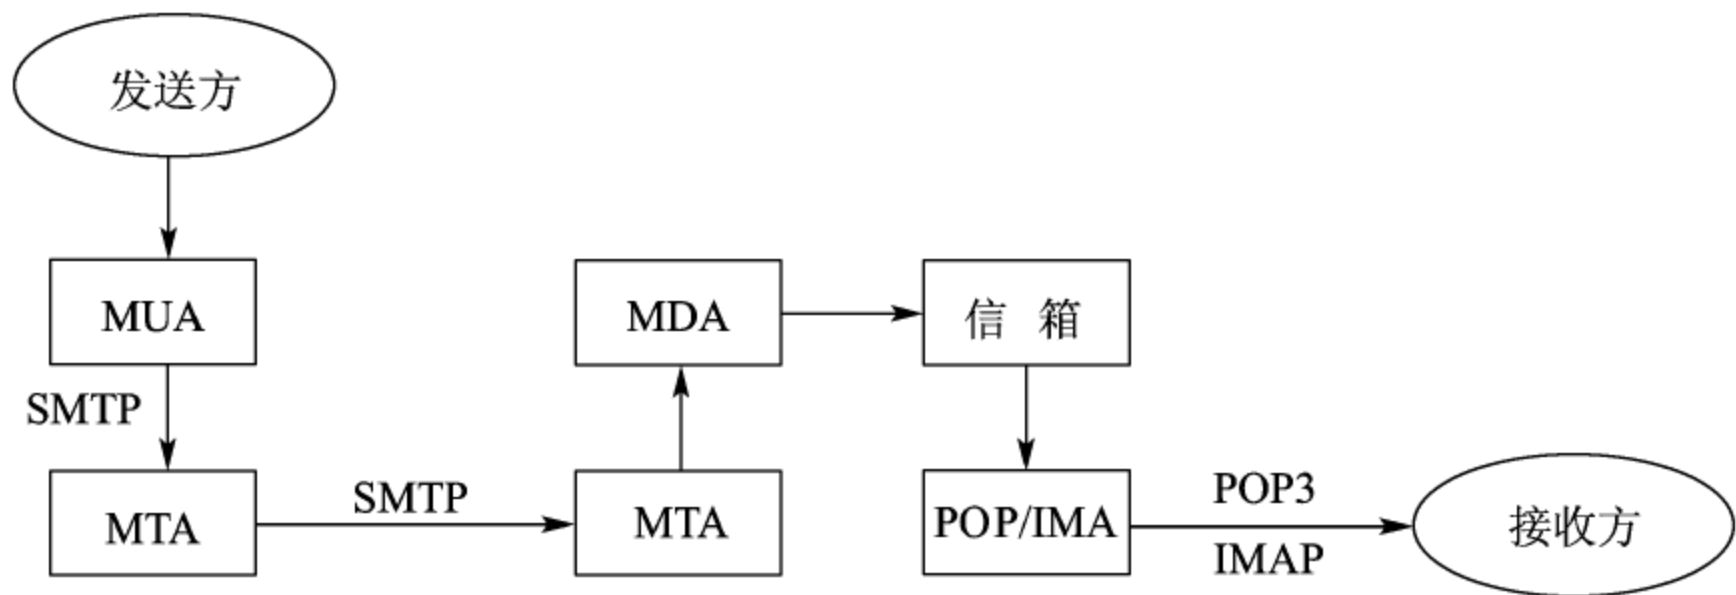 发送方
MUA
SMTP
MTA
SMTP
MTA
MDA
信 箱
POP/IMA
POP3
IMAP
接收方